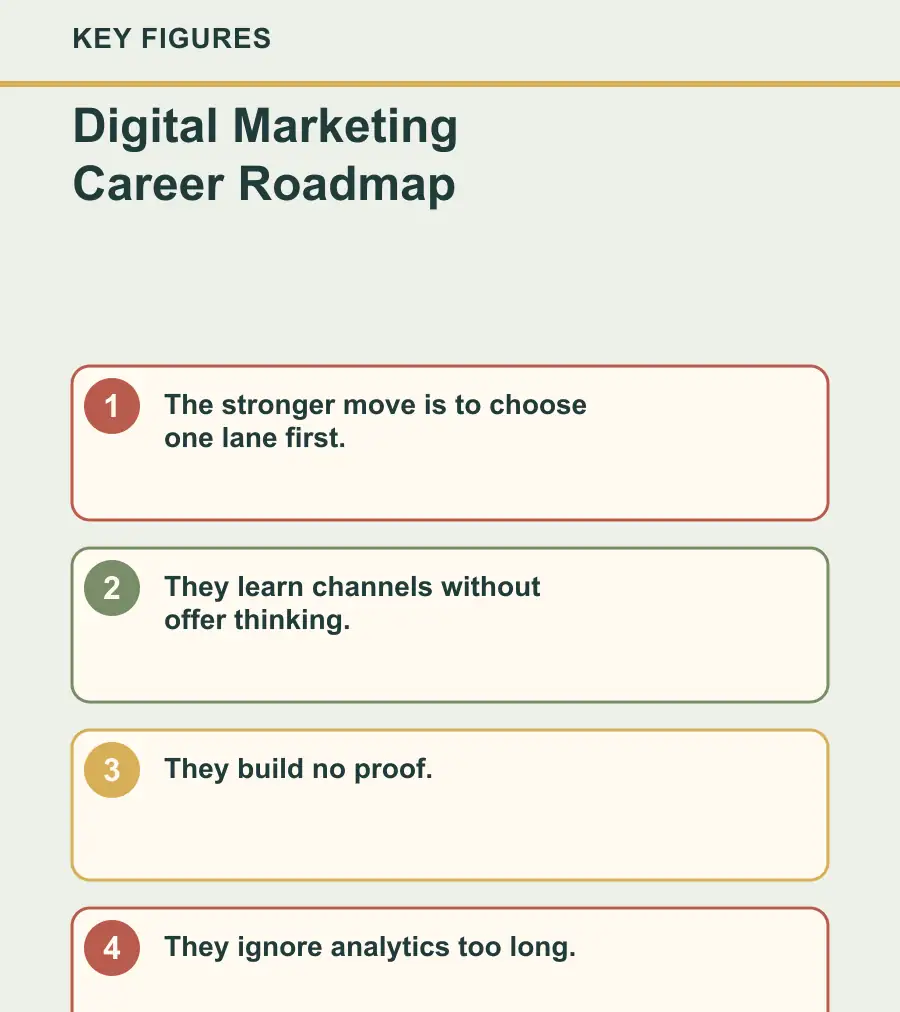 KEY FIGURES
Digital Marketing
Career Roadmap
1
The stronger move is to choose
one lane first.
2
They learn channels without
offer thinking.
3
They build no proof.
4
They ignore analytics too long.